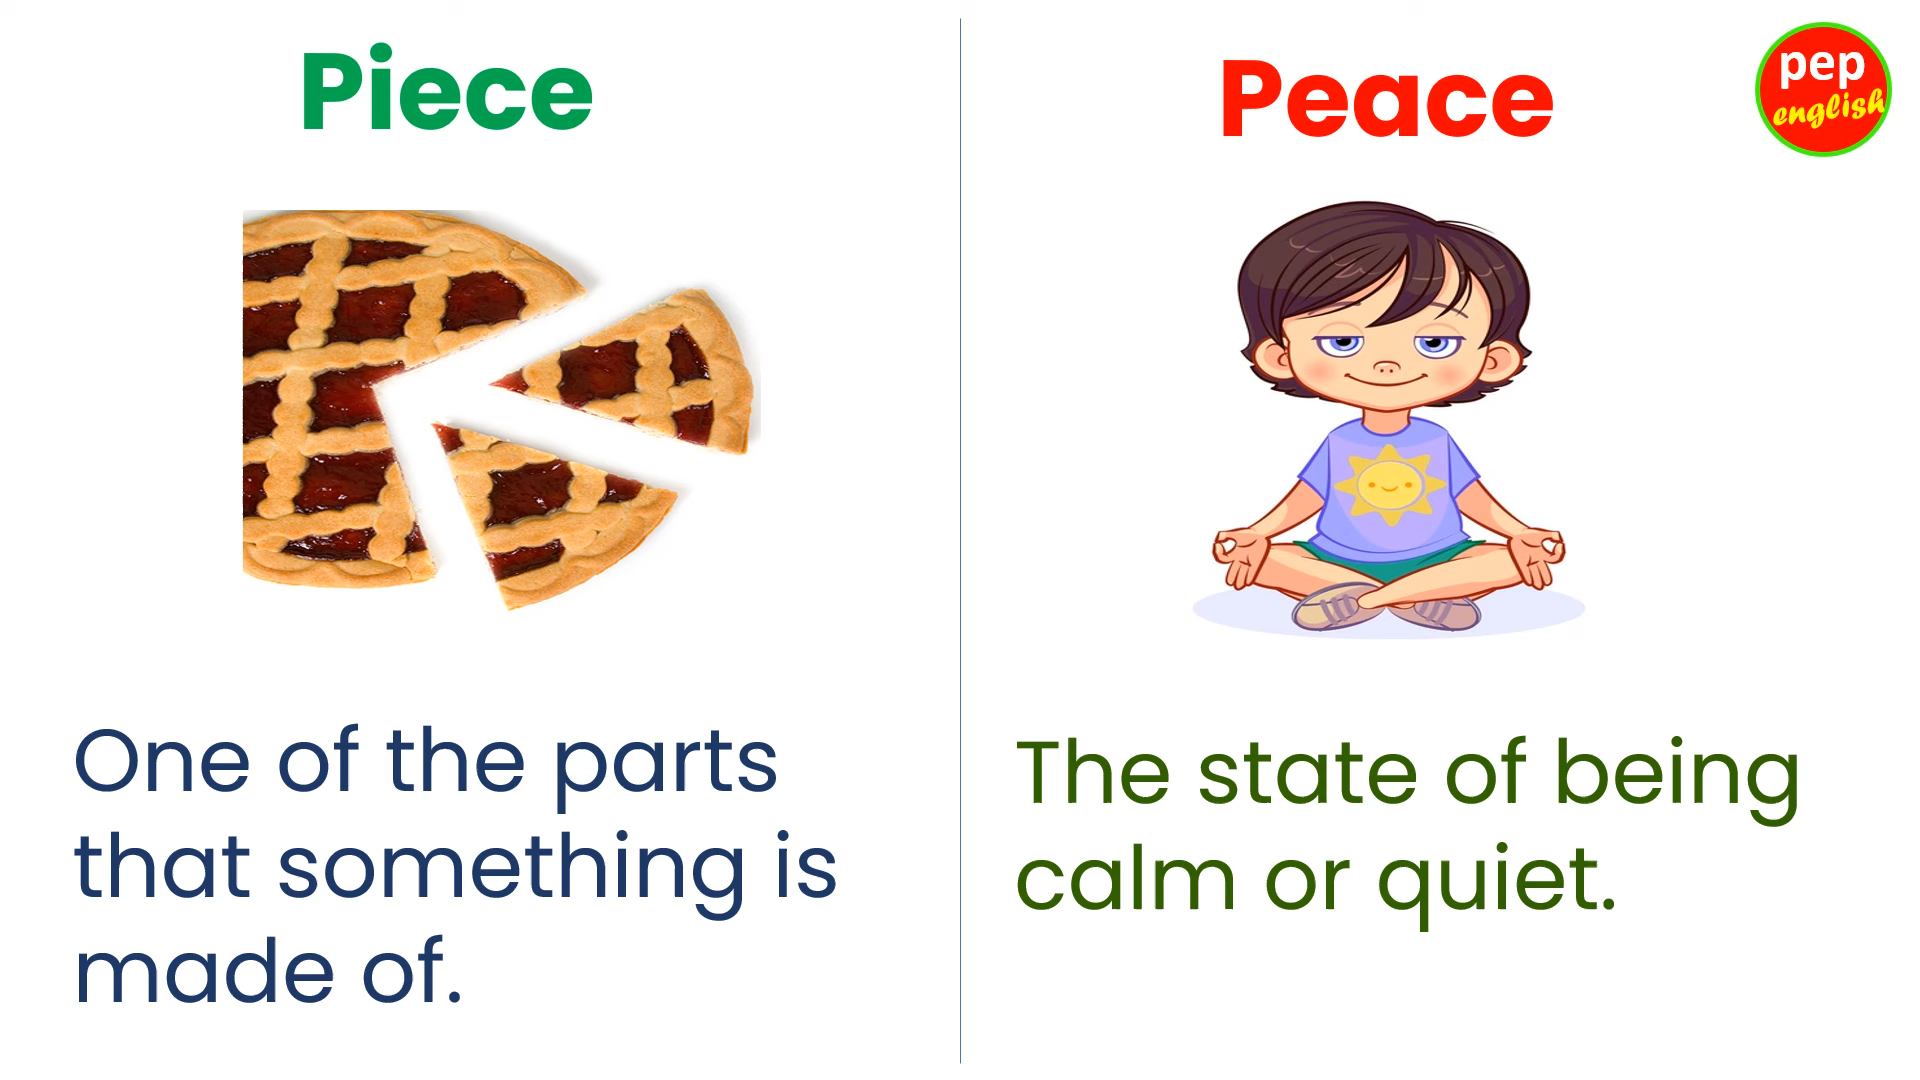 Piece
One of the parts
that something is
made of.
Peace
The state of being
calm or quiet.
pep
english